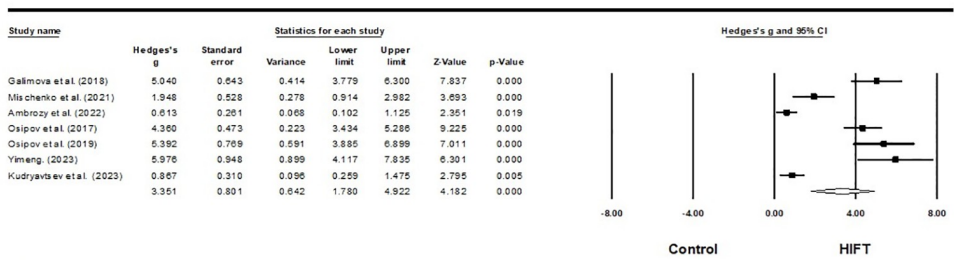 Study name Statistics for each study Hedges's g and 95% CI
Hedges's g Standard error Variance Lower limit Upper limit Z-Value p-Value
Galimova et al. (2018) 5.040 0.643 0.414 3.779 6.300 7.837 0.000
Mischenko et al. (2021) 1.948 0.528 0.278 0.914 2.982 3.693 0.000
Ambrozy et al. (2022) 0.613 0.261 0.068 0.102 1.125 2.351 0.019
Osipov et al. (2017) 4.360 0.473 0.223 3.434 5.286 9.225 0.000
Osipov et al. (2019) 5.392 0.769 0.591 3.885 6.899 7.011 0.000
Yimeng. (2023) 5.976 0.948 0.899 4.117 7.835 6.301 0.000
Kudryavtsev et al. (2023) 0.867 0.310 0.096 0.259 1.475 2.795 0.005
3.351 0.801 0.642 1.780 4.922 4.182 0.000
-8.00 -4.00 0.00 4.00 8.00
Control HIFT